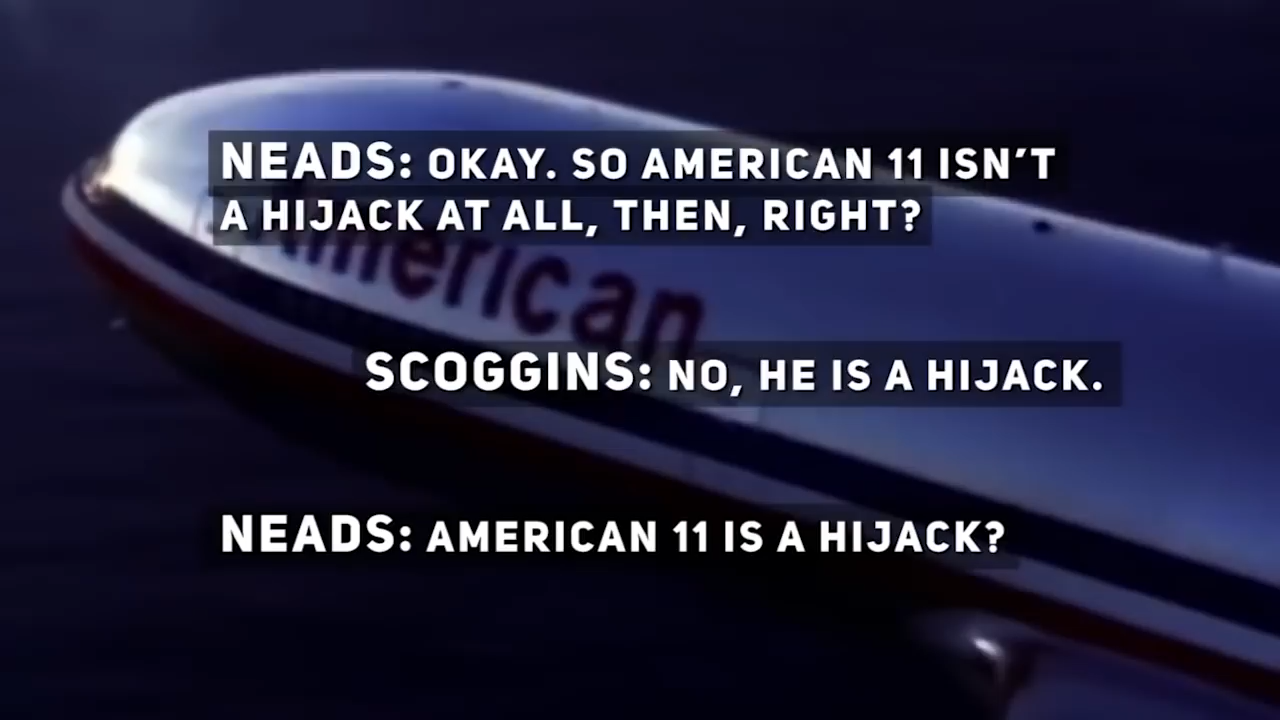 NEADS: OKAY. SO AMERICAN 11 ISN'T
A HIJACK AT ALL, THEN, RIGHT?
American
SCOGGINS: NO, HE IS A HIJACK.
NEADS: AMERICAN 11 IS A HIJACK?